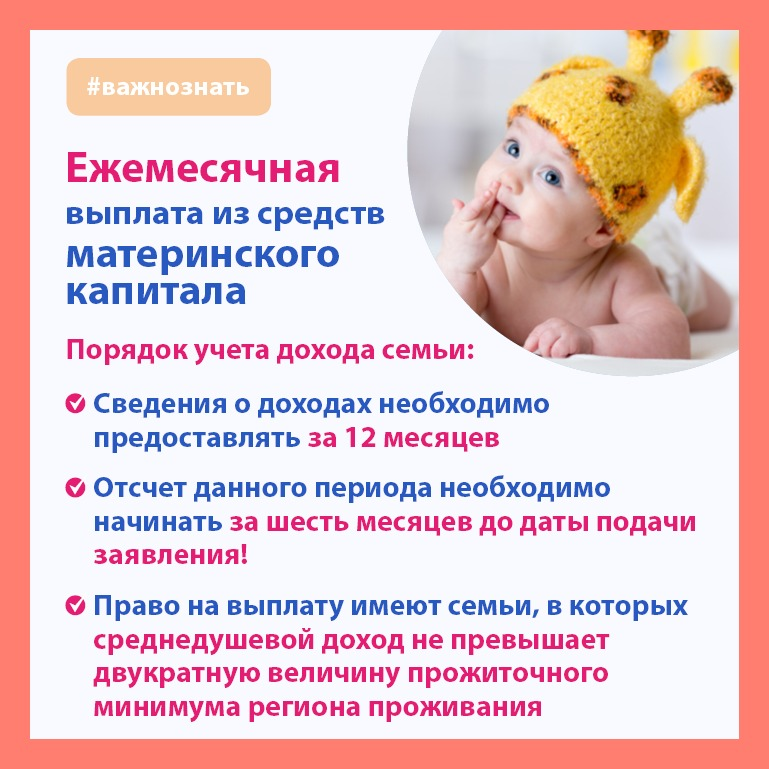 #важнознать
Ежемесячная
выплата из средств
материнского
капитала
Порядок учета дохода семьи:
Сведения о доходах необходимо
предоставлять за 12 месяцев
Отсчет данного периода необходимо
начинать за шесть месяцев до даты подачи
заявления!
Право на выплату имеют семьи, в которых
среднедушевой доход не превышает
двукратную величину прожиточного
минимума региона проживания